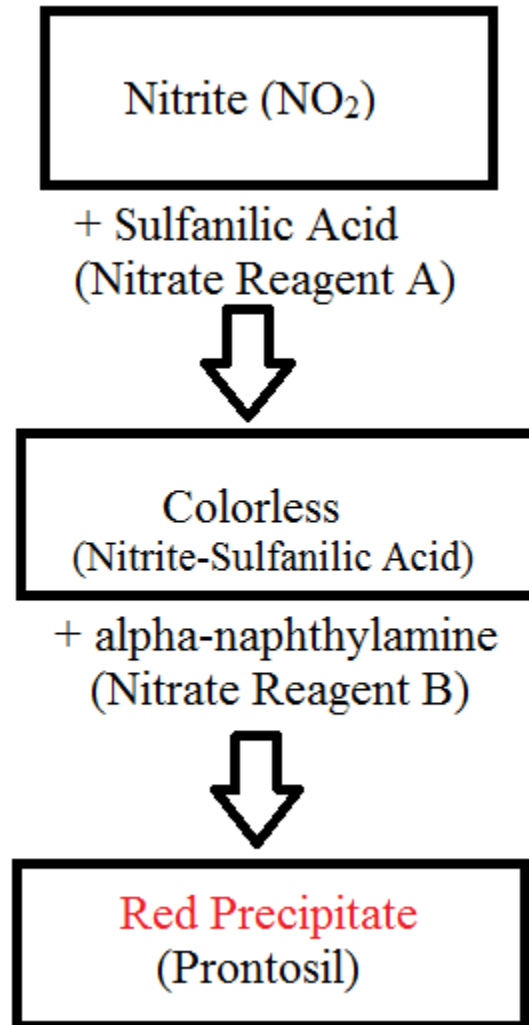 Nitrite (NO₂)
+ Sulfanilic Acid
(Nitrate Reagent A)
Colorless
(Nitrite-Sulfanilic Acid)
+ alpha-naphthylamine
(Nitrate Reagent B)
Red Precipitate
(Prontosil)